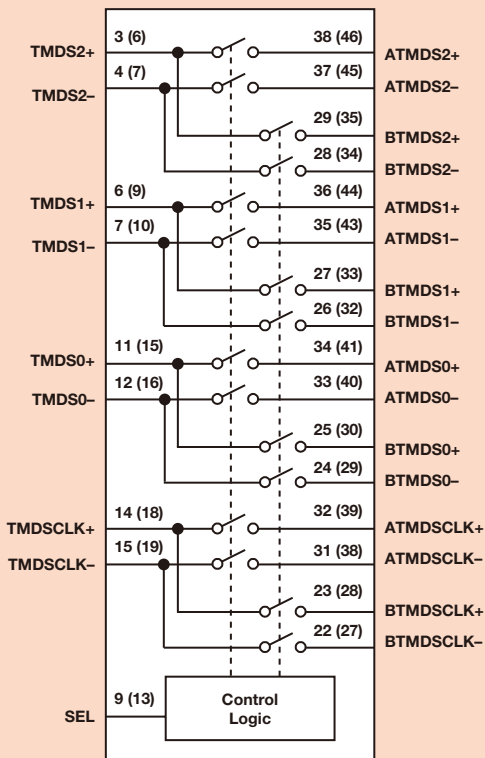 3 (6) 38 (46)
TMDS2+ ATMDS2+
4 (7) 37 (45)
TMDS2– ATMDS2–
29 (35)
BTMDS2+
28 (34)
BTMDS2–
6 (9) 36 (44)
TMDS1+ ATMDS1+
7 (10) 35 (43)
TMDS1– ATMDS1–
27 (33)
BTMDS1+
26 (32)
BTMDS1–
11 (15) 34 (41)
TMDS0+ ATMDS0+
12 (16) 33 (40)
TMDS0– ATMDS0–
25 (30)
BTMDS0+
24 (29)
BTMDS0–
14 (18) 32 (39)
TMDSCLK+ ATMDSCLK+
15 (19) 31 (38)
TMDSCLK– ATMDSCLK–
23 (28)
BTMDSCLK+
22 (27)
BTMDSCLK–
9 (13)
SEL
Control
Logic